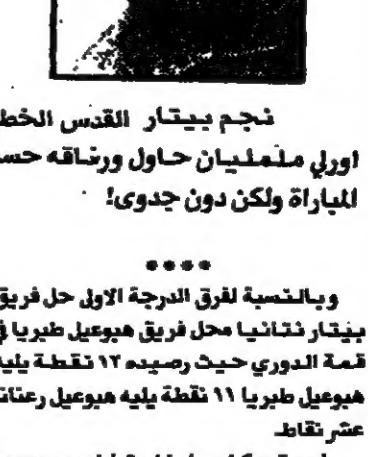 نجم بيتار القدس الخط
اورلي ململيان حاول ورفاقه حس
المباراة ولكن دون جدوى!
****
وبالنسبة لفرق الدرجة الاولى حل فريق
بيتار نتانيا محل فريق هبوعيل طبريا في
قمة الدوري حيث رصيده ١٢ نقطة يليه
هبوعيل طبريا ١١ نقطة يليه هبوعيل رعنانا
عشر نقاط.